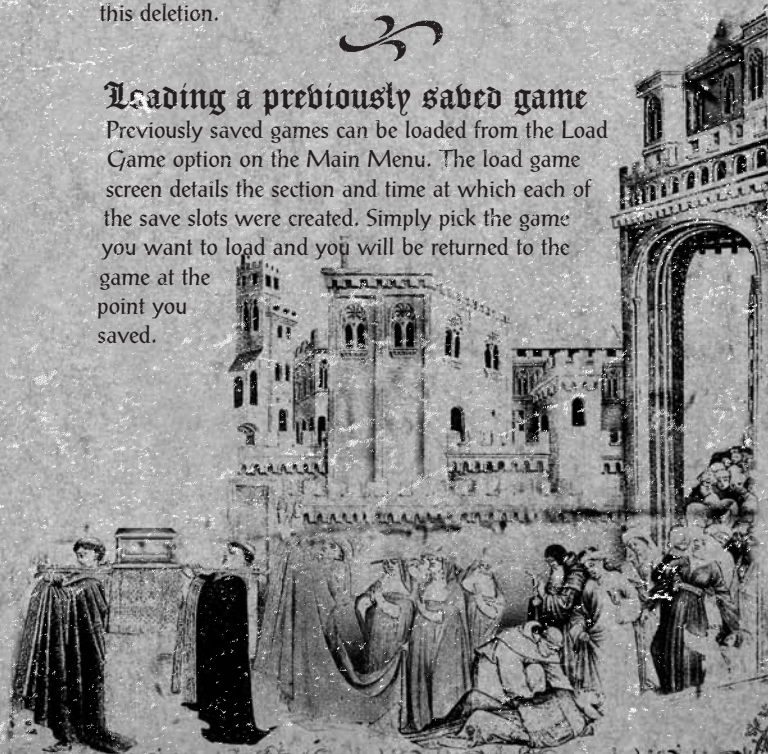 this deletion.
Loading a previously saved game
Previously saved games can be loaded from the Load
Game option on the Main Menu. The load game
screen details the section and time at which each of
the save slots were created. Simply pick the game
you want to load and you will be returned to the
game at the
point you
saved.